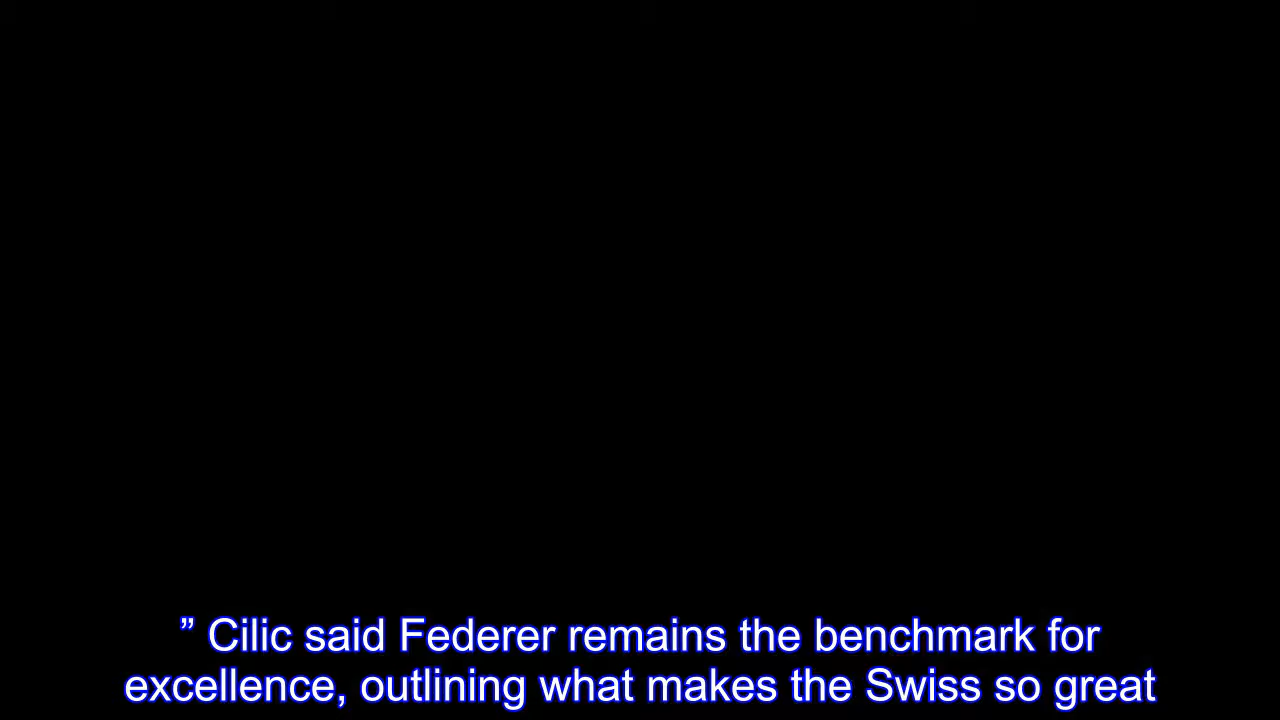 ” Cilic said Federer remains the benchmark for
excellence, outlining what makes the Swiss so great